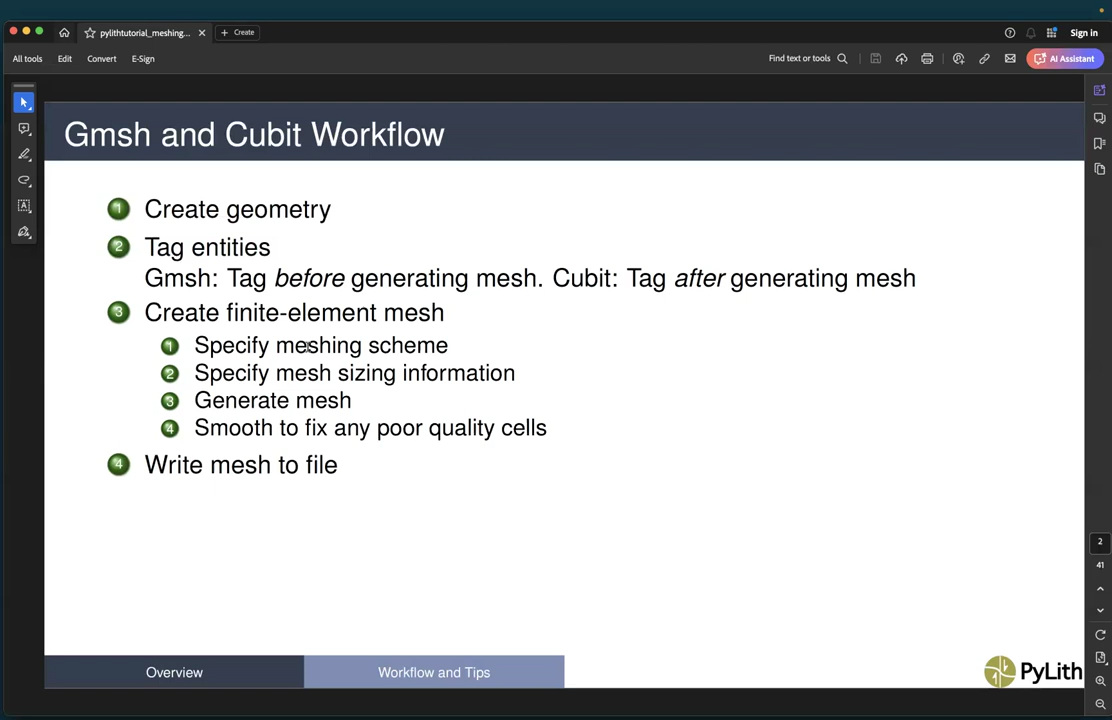 pylithtutorial_meshing...
Create
Sign in
All tools
Edit
Convert
E-Sign
Find text or tools
AI Assistant
Gmsh and Cubit Workflow
1 Create geometry
2 Tag entities
Gmsh: Tag before generating mesh. Cubit: Tag after generating mesh
3 Create finite-element mesh
1 Specify meshing scheme
2 Specify mesh sizing information
3 Generate mesh
4 Smooth to fix any poor quality cells
4 Write mesh to file
2
41
Overview
Workflow and Tips
PyLith